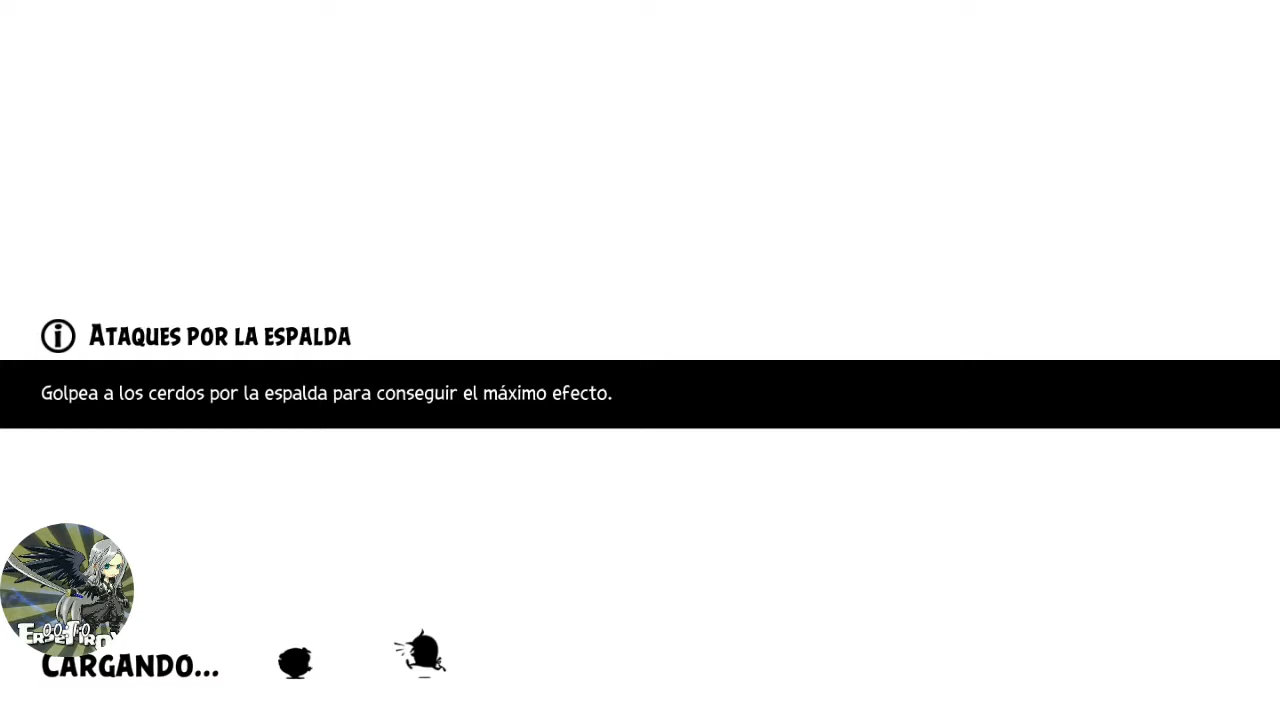 ATAQUES POR LA ESPALDA
Golpea a los cerdos por la espalda para conseguir el máximo efecto.
CARGANDO...